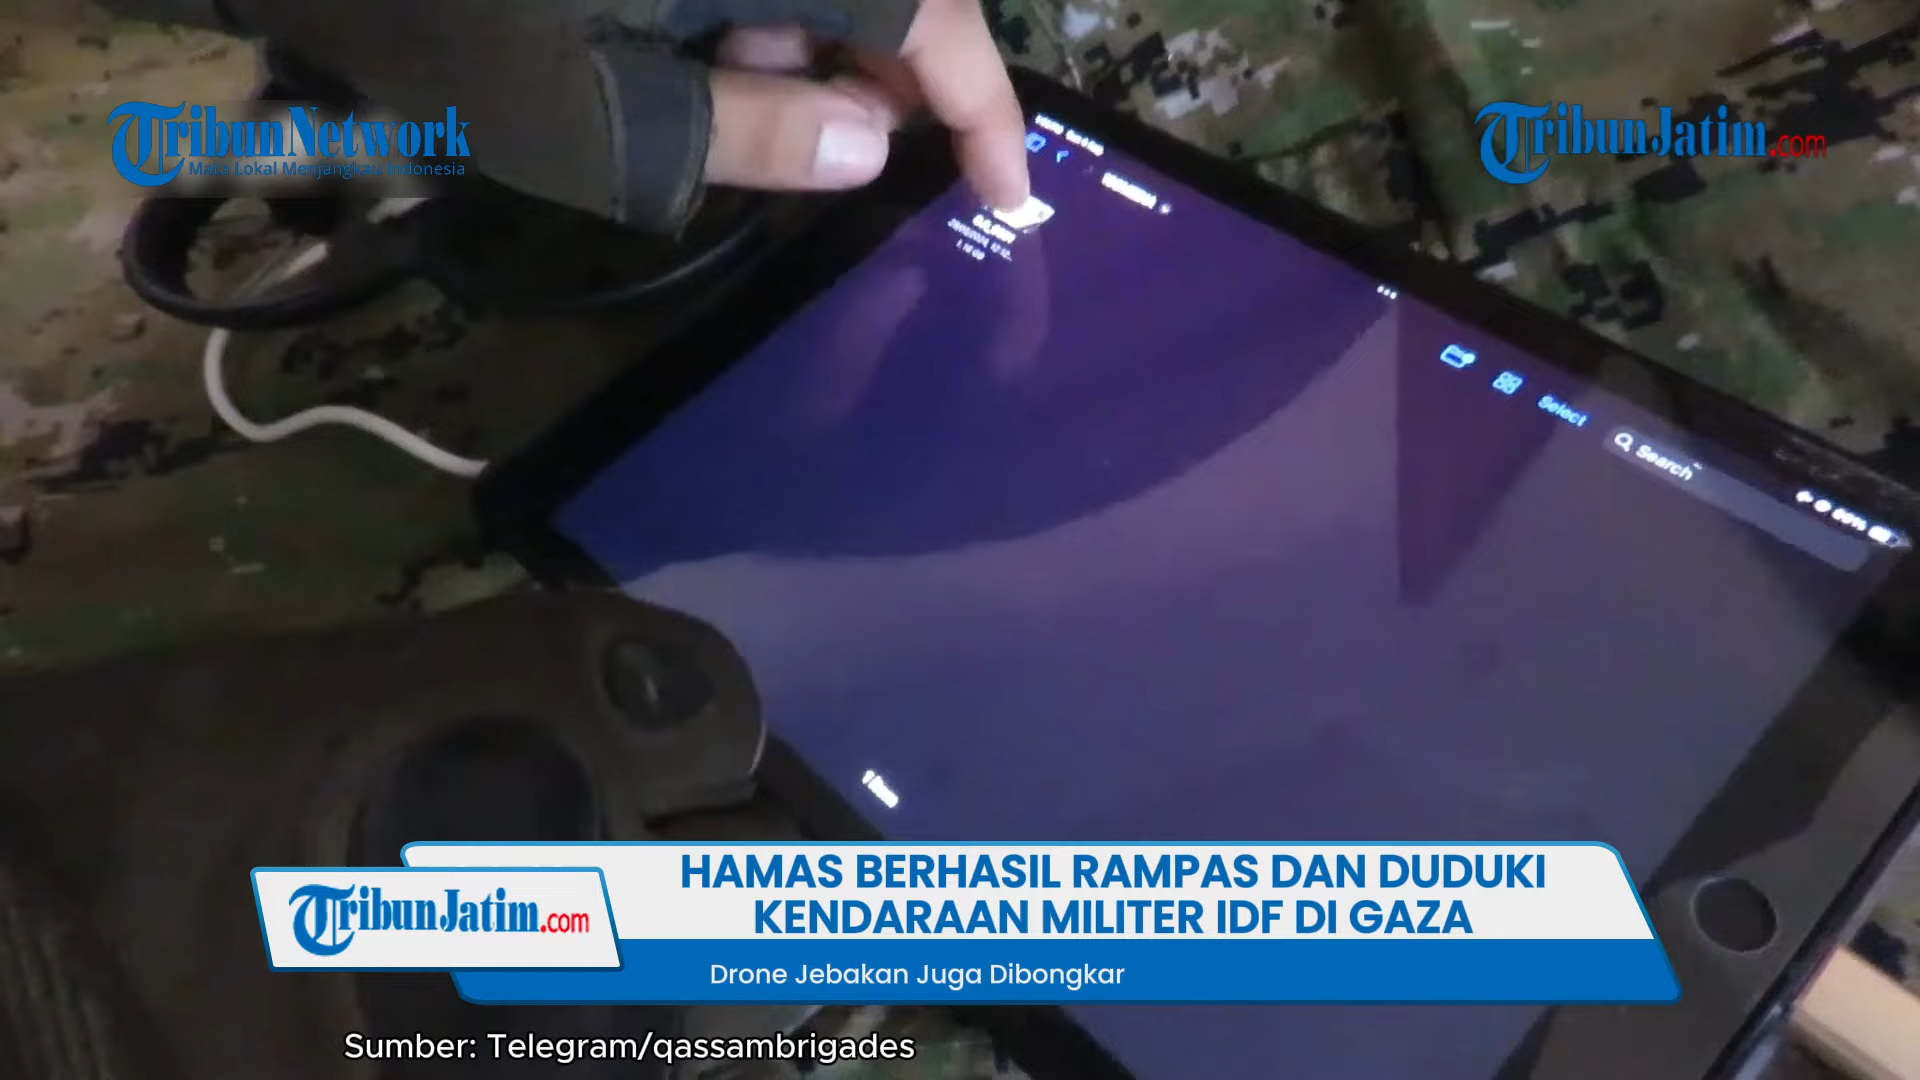 TribunNetwork
Mata Lokal Menjangkau Indonesia
TribunJatim.com
Select
Search
HAMAS BERHASIL RAMPAS DAN DUDUKI
KENDARAAN MILITER IDF DI GAZA
TribunJatim.com
Drone Jebakan Juga Dibongkar
Sumber: Telegram/qassambrigades